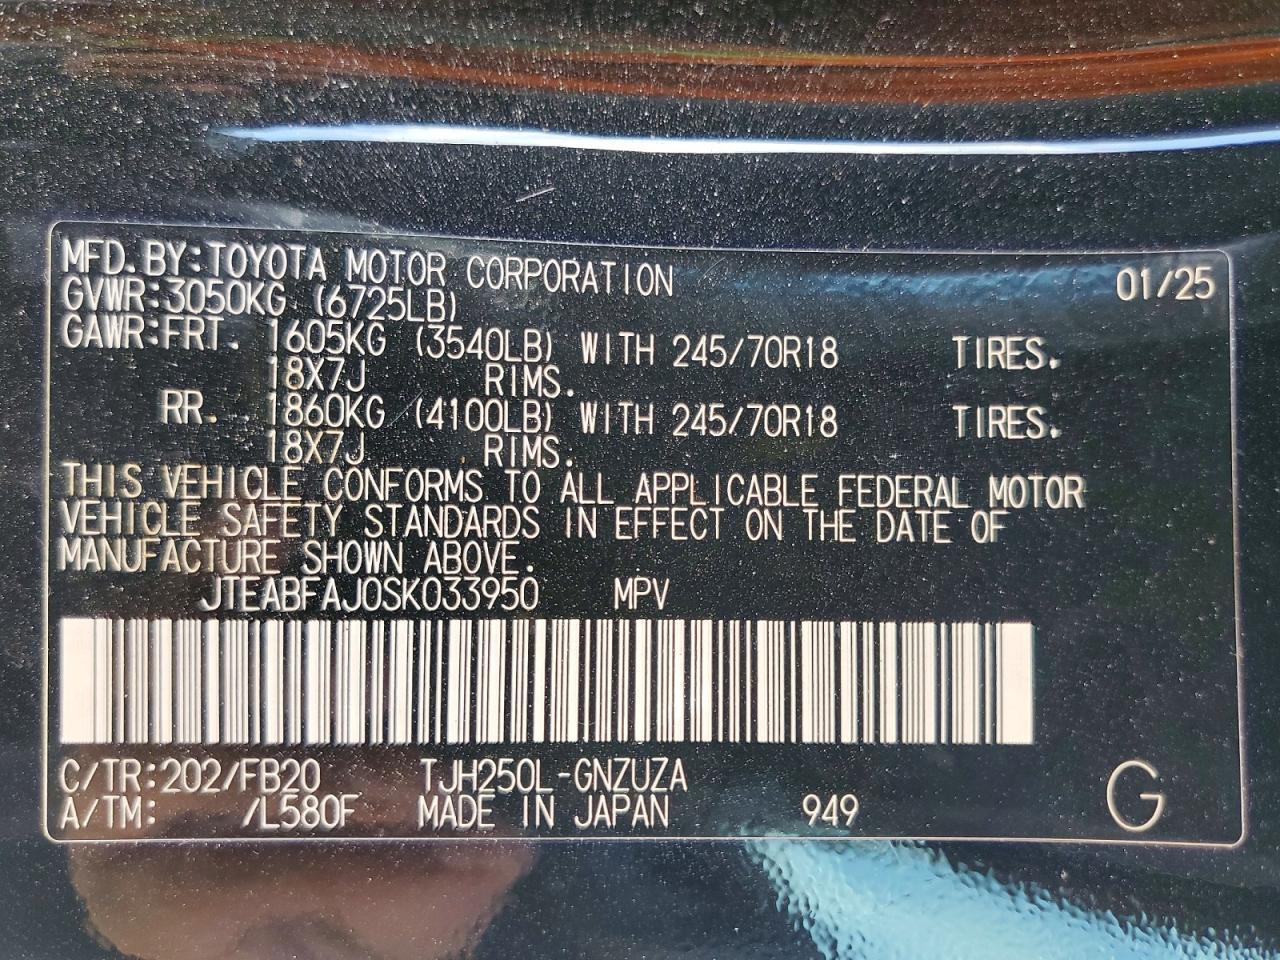 MFD.BY:TOYOTA MOTOR CORPORATION 01/25
GVWR:3050KG (6725LB)
GAWR:FRT. 1605KG (3540LB) WITH 245/70R18 TIRES.
18X7J RIMS.
RR. 1860KG (4100LB) WITH 245/70R18 TIRES.
18X7J RIMS.
THIS VEHICLE CONFORMS TO ALL APPLICABLE FEDERAL MOTOR
VEHICLE SAFETY STANDARDS IN EFFECT ON THE DATE OF
MANUFACTURE SHOWN ABOVE.
JTEABFAJ0SK033950 MPV
C/TR:202/FB20 TJH250L-GNZUZA
A/TM: /L580F MADE IN JAPAN 949 G